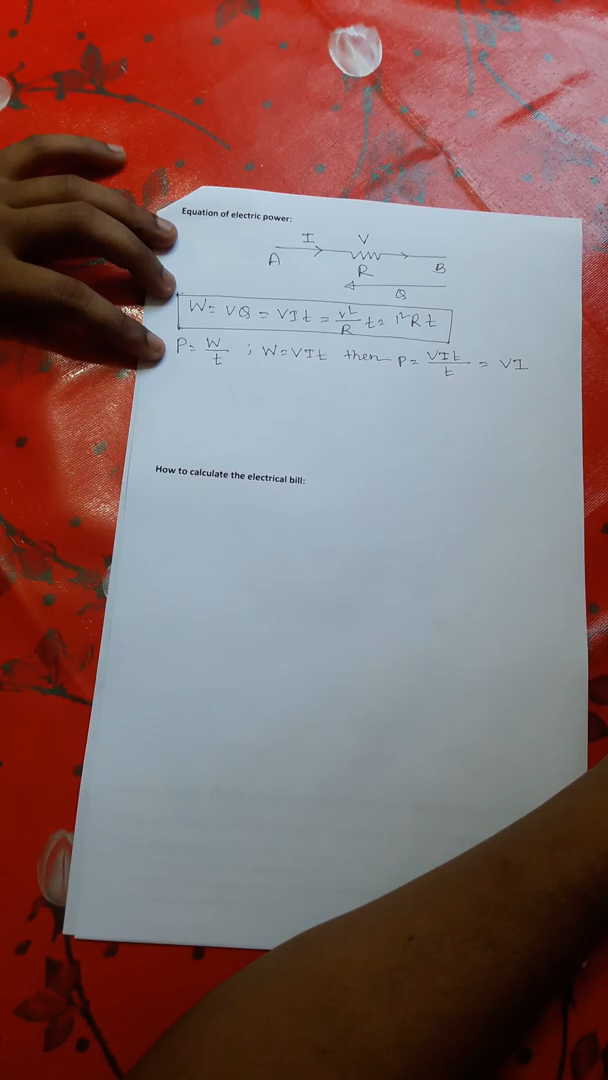 Equation of electric power:
I V
A R B
Q
W = VQ = VIt = V²/R t = I²Rt
P = W/t ; W = VIt then P = VIt/t = VI
How to calculate the electrical bill: